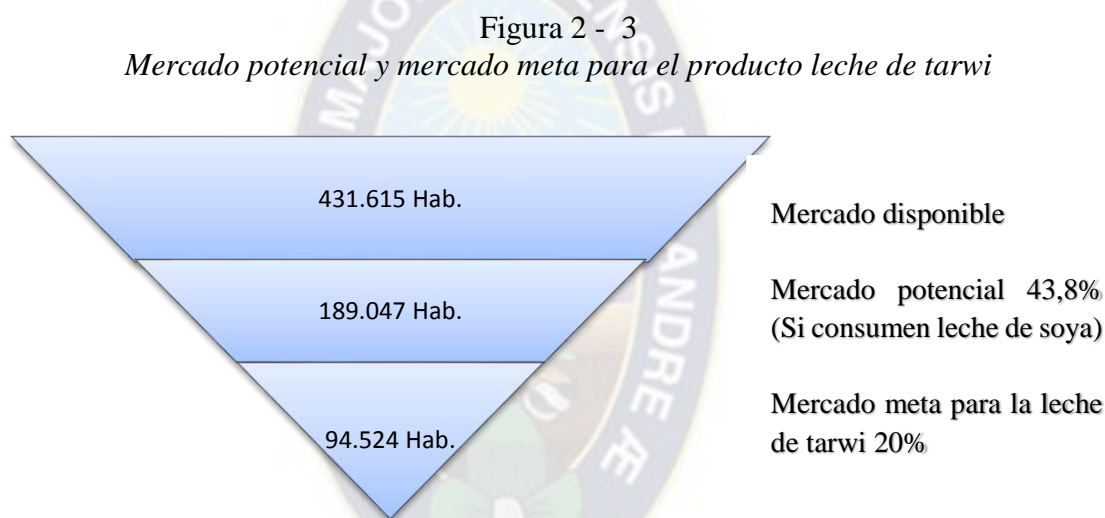 Figura 2 - 3
Mercado potencial y mercado meta para el producto leche de tarwi
431.615 Hab.
Mercado disponible
189.047 Hab.
Mercado potencial 43,8%
(Si consumen leche de soya)
94.524 Hab.
Mercado meta para la leche
de tarwi 20%
MAJOR
ANDRE Æ